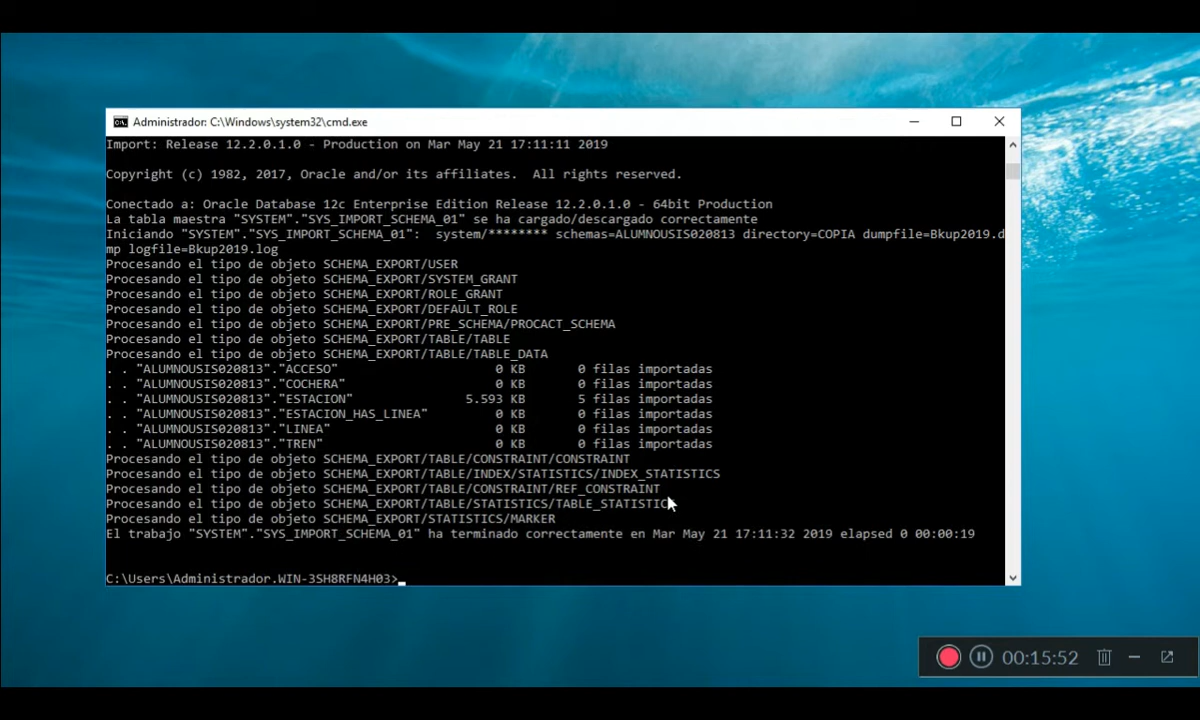 Administrador: C:\Windows\system32\cmd.exe
Import: Release 12.2.0.1.0 - Production on Mar May 21 17:11:11 2019
Copyright (c) 1982, 2017, Oracle and/or its affiliates.  All rights reserved.
Conectado a: Oracle Database 12c Enterprise Edition Release 12.2.0.1.0 - 64bit Production
La tabla maestra "SYSTEM"."SYS_IMPORT_SCHEMA_01" se ha cargado/descargado correctamente
Iniciando "SYSTEM"."SYS_IMPORT_SCHEMA_01":  system/******** schemas=ALUMNOUSIS020813 directory=COPIA dumpfile=Bkup2019.d
mp logfile=Bkup2019.log
Procesando el tipo de objeto SCHEMA_EXPORT/USER
Procesando el tipo de objeto SCHEMA_EXPORT/SYSTEM_GRANT
Procesando el tipo de objeto SCHEMA_EXPORT/ROLE_GRANT
Procesando el tipo de objeto SCHEMA_EXPORT/DEFAULT_ROLE
Procesando el tipo de objeto SCHEMA_EXPORT/PRE_SCHEMA/PROCACT_SCHEMA
Procesando el tipo de objeto SCHEMA_EXPORT/TABLE/TABLE
Procesando el tipo de objeto SCHEMA_EXPORT/TABLE/TABLE_DATA
. . "ALUMNOUSIS020813"."ACCESO" 0 KB 0 filas importadas
. . "ALUMNOUSIS020813"."COCHERA" 0 KB 0 filas importadas
. . "ALUMNOUSIS020813"."ESTACION" 5.593 KB 5 filas importadas
. . "ALUMNOUSIS020813"."ESTACION_HAS_LINEA" 0 KB 0 filas importadas
. . "ALUMNOUSIS020813"."LINEA" 0 KB 0 filas importadas
. . "ALUMNOUSIS020813"."TREN" 0 KB 0 filas importadas
Procesando el tipo de objeto SCHEMA_EXPORT/TABLE/CONSTRAINT/CONSTRAINT
Procesando el tipo de objeto SCHEMA_EXPORT/TABLE/INDEX/STATISTICS/INDEX_STATISTICS
Procesando el tipo de objeto SCHEMA_EXPORT/TABLE/CONSTRAINT/REF_CONSTRAINT
Procesando el tipo de objeto SCHEMA_EXPORT/TABLE/STATISTICS/TABLE_STATISTICS
Procesando el tipo de objeto SCHEMA_EXPORT/STATISTICS/MARKER
El trabajo "SYSTEM"."SYS_IMPORT_SCHEMA_01" ha terminado correctamente en Mar May 21 17:11:32 2019 elapsed 0 00:00:19
C:\Users\Administrador.WIN-3SH8RFN4H03>
00:15:52